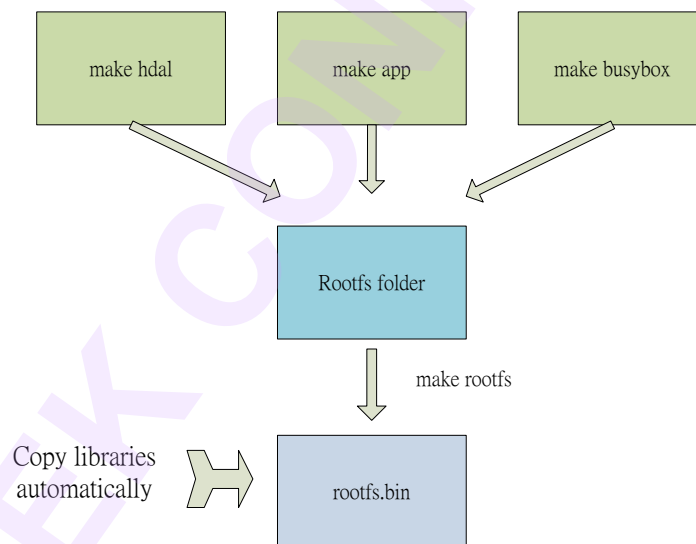 make hdal
make app
make busybox
Rootfs folder
make rootfs
Copy libraries
automatically
rootfs.bin